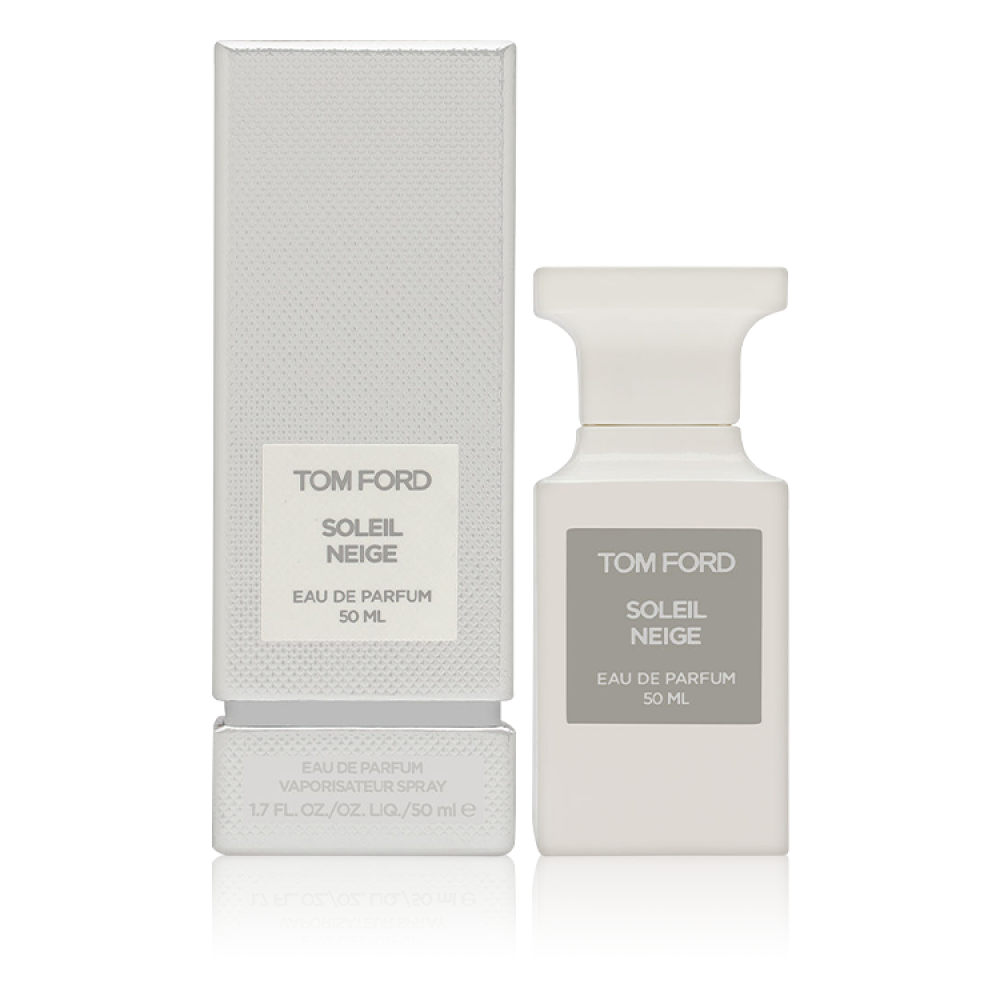 TOM FORD
SOLEIL
NEIGE
EAU DE PARFUM
50 ML
EAU DE PARFUM
VAPORISATEUR SPRAY
1.7 FL. OZ./OZ. LIQ./50 ml ℮
TOM FORD
SOLEIL
NEIGE
EAU DE PARFUM
50 ML